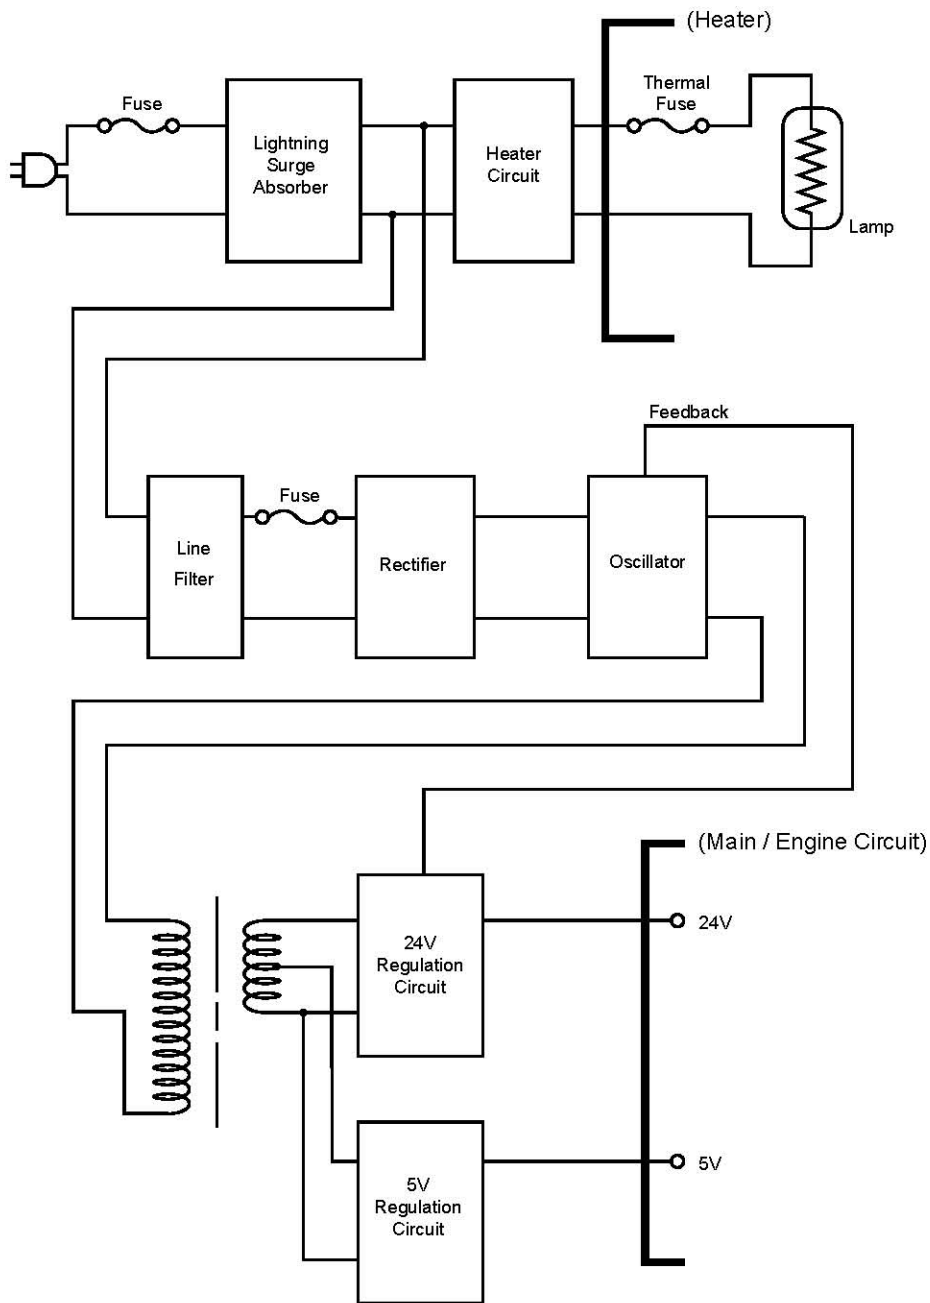 (Heater)
Fuse
Thermal
Fuse
Lightning
Surge
Absorber
Heater
Circuit
Lamp
Feedback
Line
Filter
Fuse
Rectifier
Oscillator
(Main / Engine Circuit)
24V
Regulation
Circuit
24V
5V
Regulation
Circuit
5V